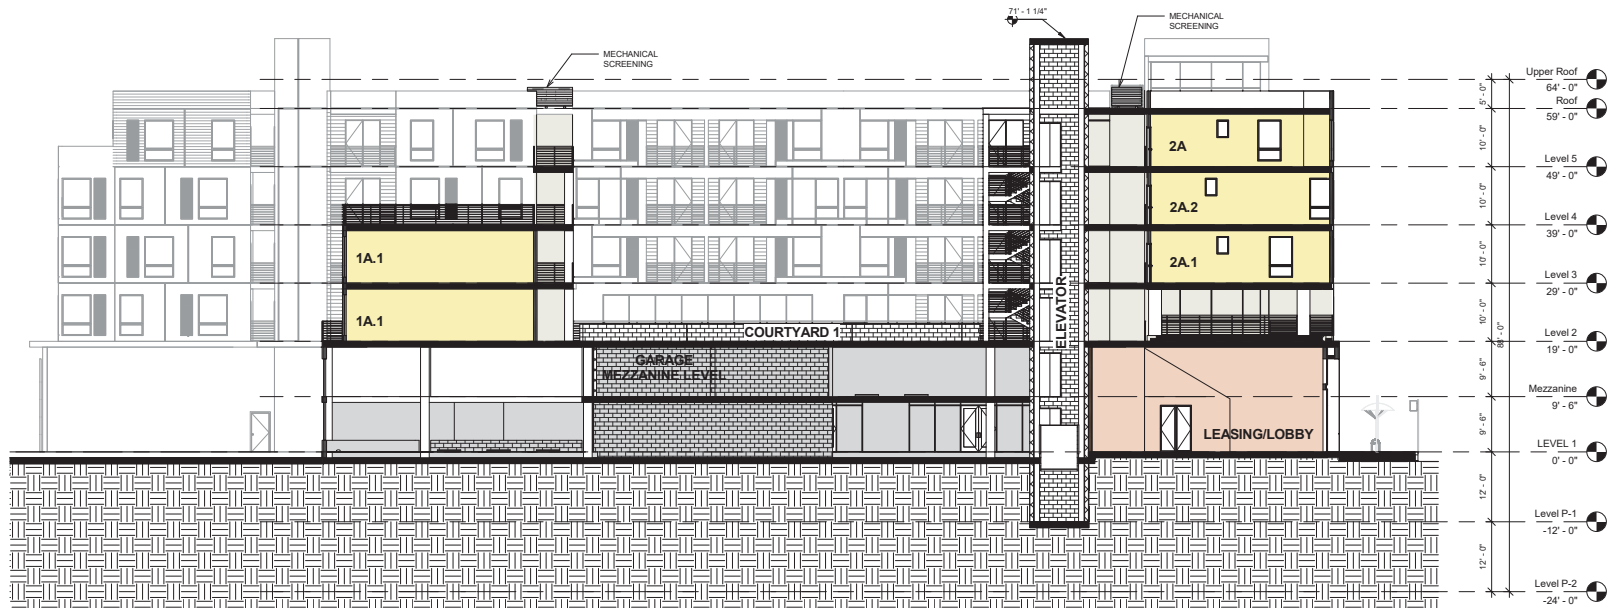 71' - 1 1/4"
MECHANICAL
SCREENING
MECHANICAL
SCREENING
Upper Roof
64' - 0"
5' - 0"
Roof
59' - 0"
10' - 0"
2A
Level 5
49' - 0"
10' - 0"
2A.2
Level 4
39' - 0"
10' - 0"
1A.1
2A.1
Level 3
29' - 0"
ELEVATOR
10' - 0"
88' - 0"
1A.1
COURTYARD 1
Level 2
19' - 0"
GARAGE
MEZZANINE LEVEL
9' - 6"
Mezzanine
9' - 6"
9' - 6"
LEASING/LOBBY
LEVEL 1
0' - 0"
12' - 0"
Level P-1
-12' - 0"
12' - 0"
Level P-2
-24' - 0"